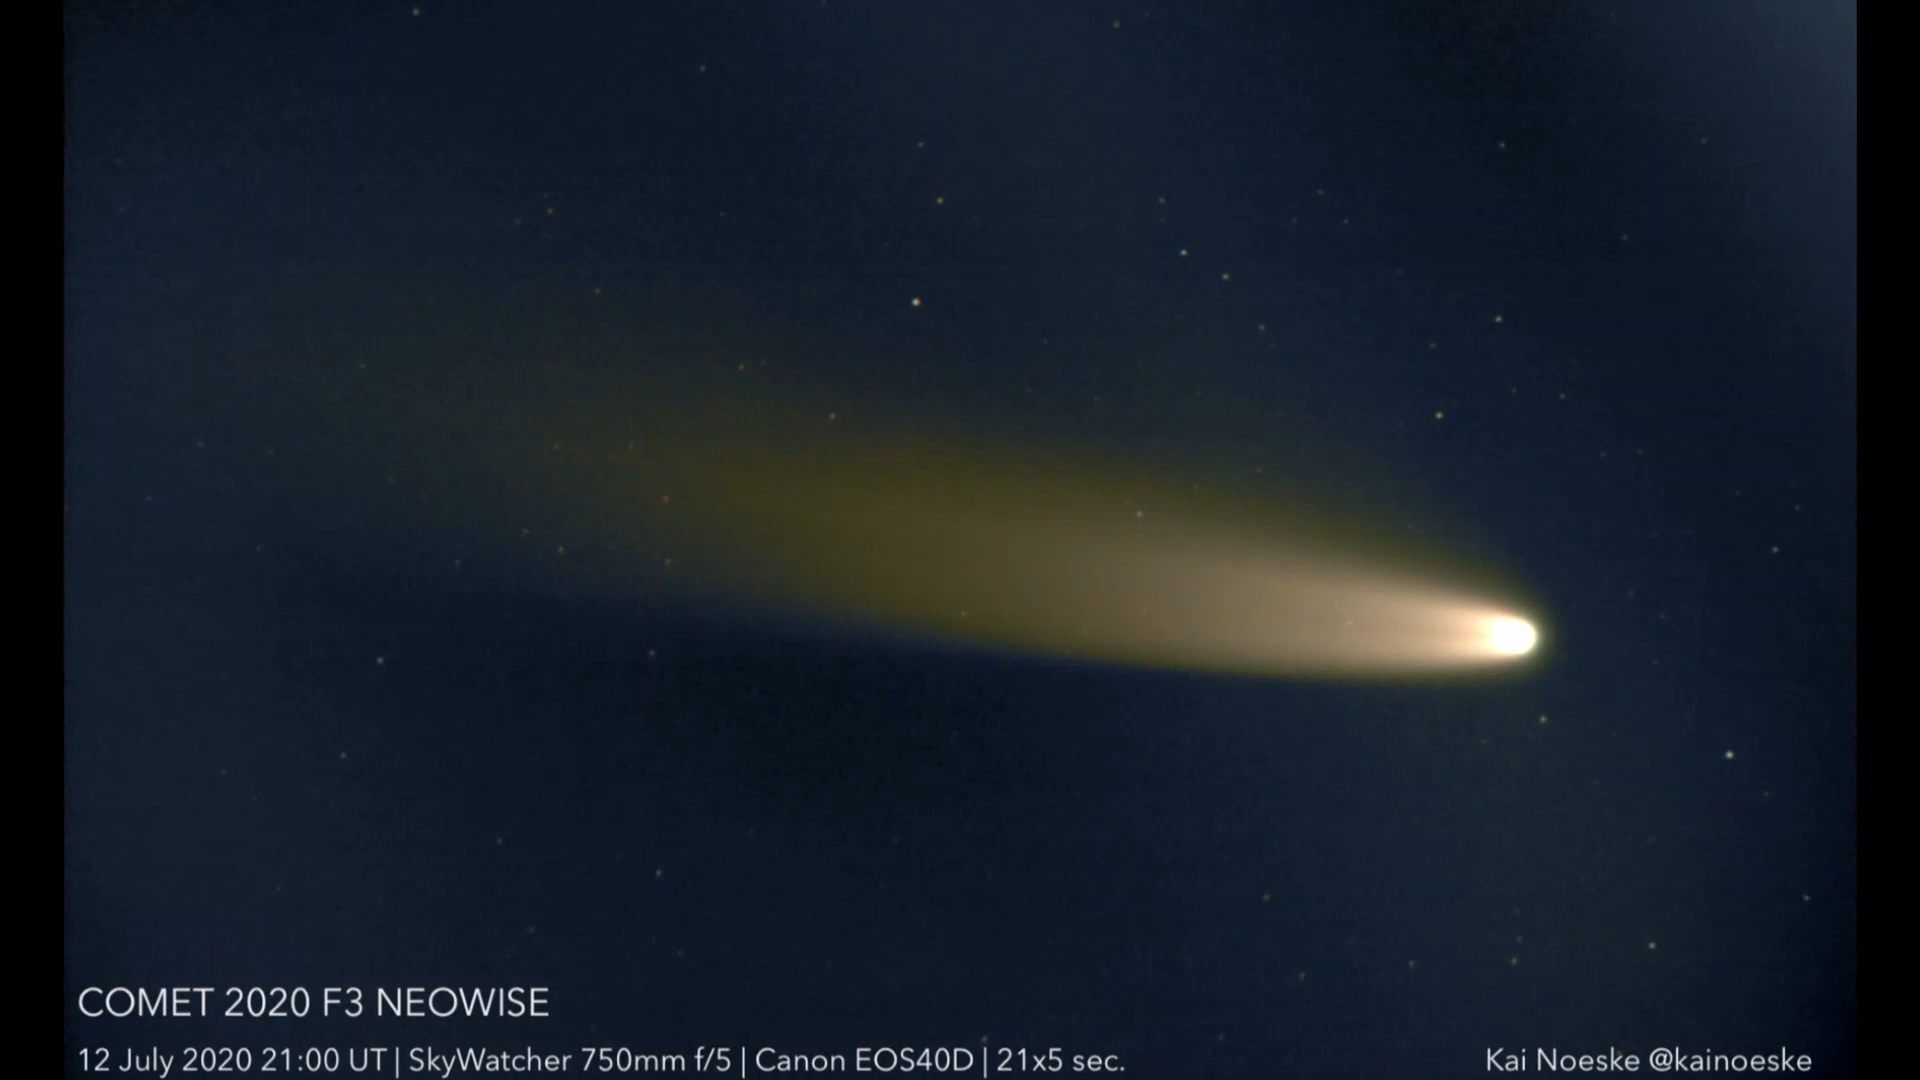 COMET 2020 F3 NEOWISE
12 July 2020 21:00 UT | SkyWatcher 750mm f/5 | Canon EOS40D | 21x5 sec.
Kai Noeske @kainoeske